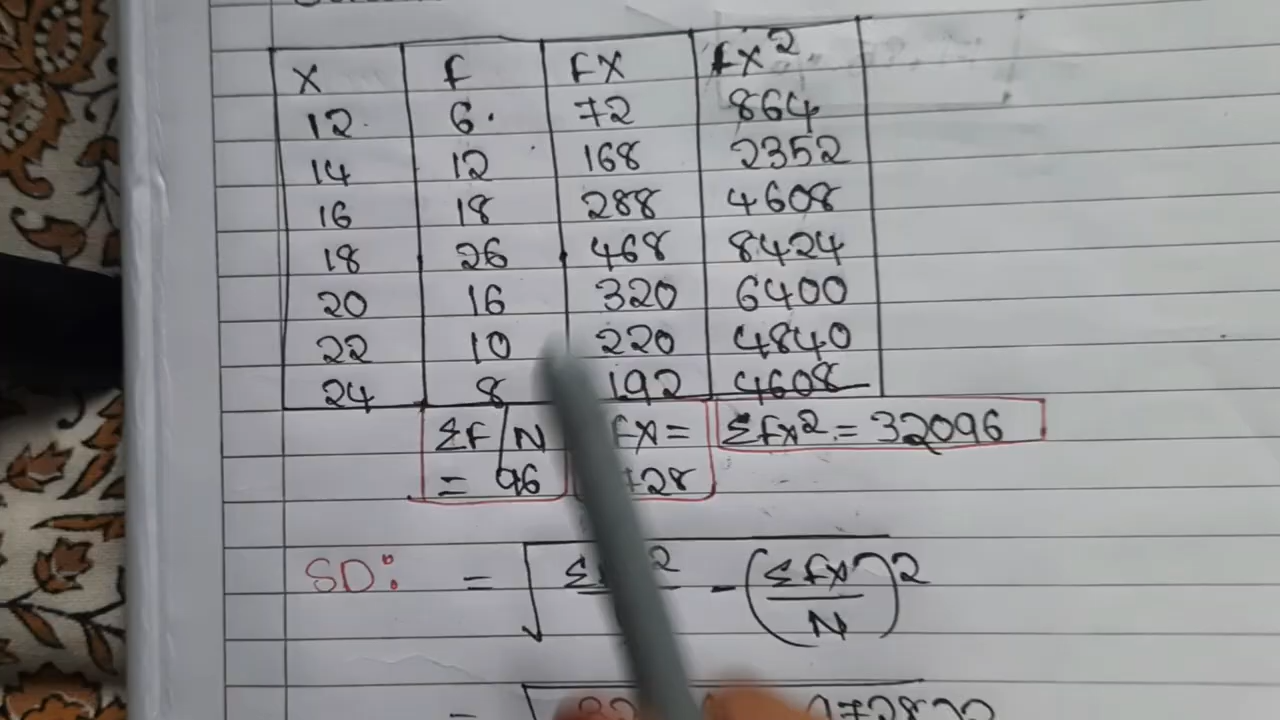 x f fx fx²
12 6 72 864
14 12 168 2352
16 18 288 4608
18 26 468 8424
20 16 320 6400
22 10 220 4840
24 8 192 4608
Σf/N fx= Σfx² = 32096
= 96 728
SD: = √ Σ 2 - (Σfx/N)²
=